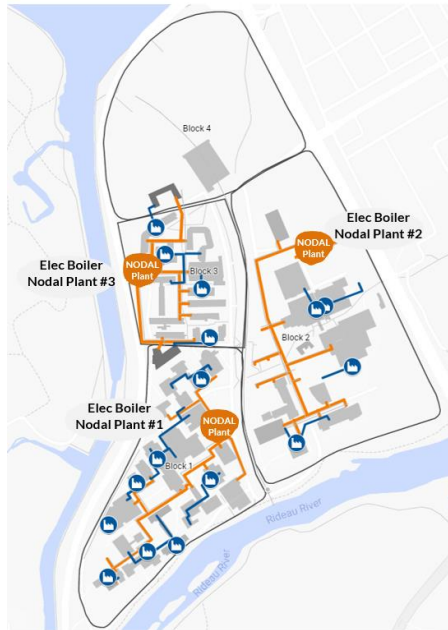 Block 4
Elec Boiler
Nodal Plant #2
NODAL
Plant
Elec Boiler
Nodal Plant #3
NODAL
Plant
Block 3
Block 2
Elec Boiler
Nodal Plant #1
NODAL
Plant
Block 1
Rideau River
Rideau River